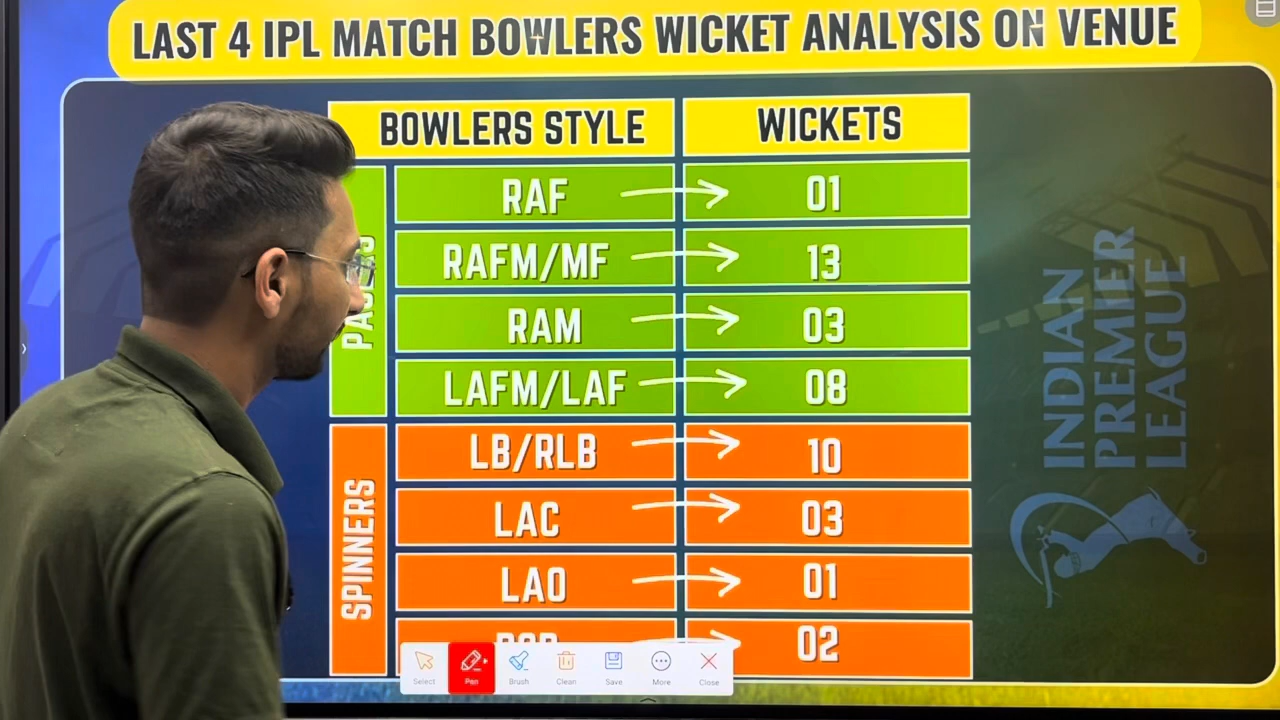 LAST 4 IPL MATCH BOWLERS WICKET ANALYSIS ON VENUE
BOWLERS STYLE WICKETS
RAF 01
RAFM/MF 13
RAM 03
LAFM/LAF 08
LB/RLB 10
SPINNERS
LAC 03
LAO 01
02
Select Pen Brush Clean Save More Close
INDIAN
PREMIER
LEAGUE